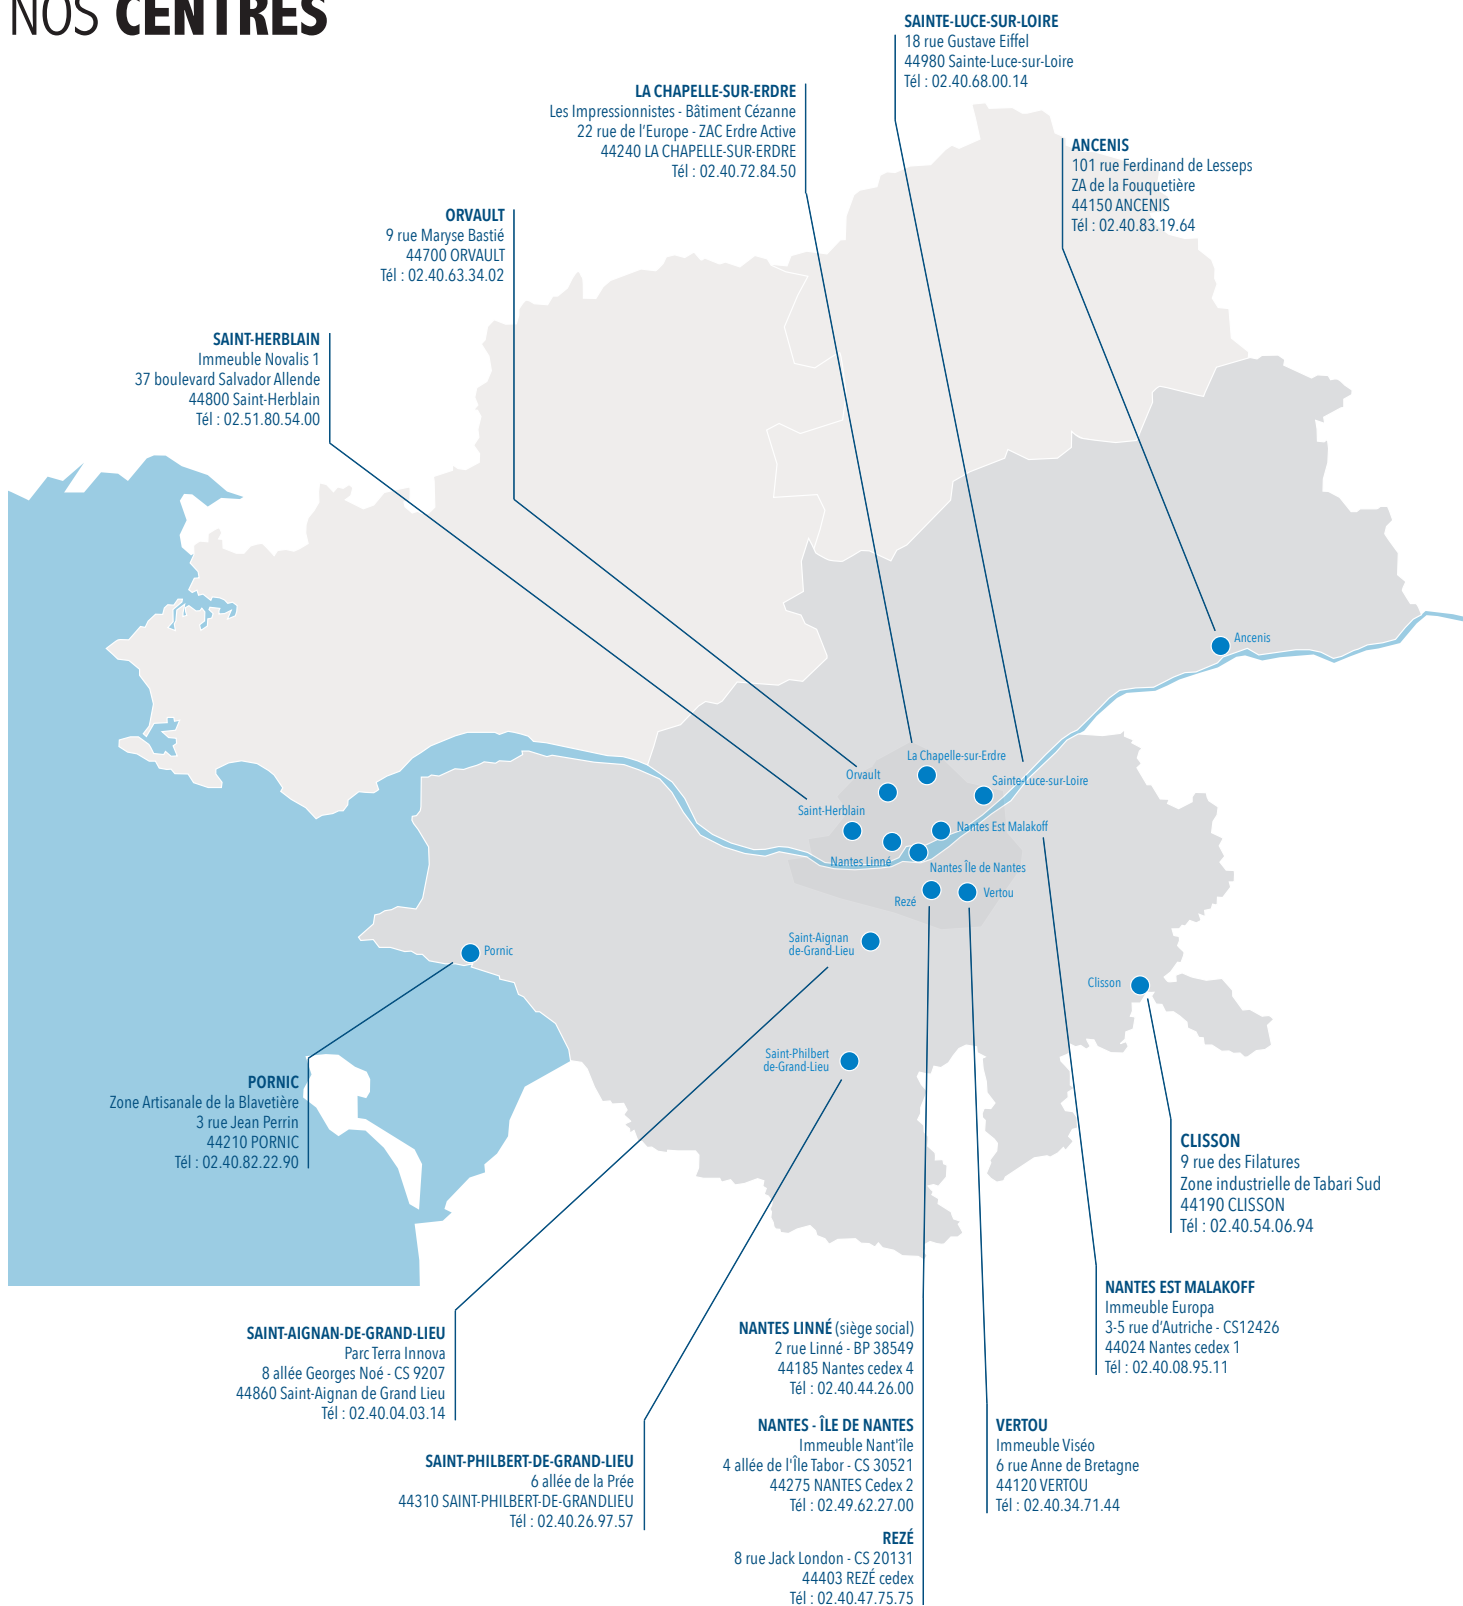 NOS CENTRES
SAINTE-LUCE-SUR-LOIRE
18 rue Gustave Eiffel
44980 Sainte-Luce-sur-Loire
Tél : 02.40.68.00.14
LA CHAPELLE-SUR-ERDRE
Les Impressionnistes - Bâtiment Cézanne
22 rue de l'Europe - ZAC Erdre Active
44240 LA CHAPELLE-SUR-ERDRE
Tél : 02.40.72.84.50
ANCENIS
101 rue Ferdinand de Lesseps
ZA de la Fouquetière
44150 ANCENIS
Tél : 02.40.83.19.64
ORVAULT
9 rue Maryse Bastié
44700 ORVAULT
Tél : 02.40.63.34.02
SAINT-HERBLAIN
Immeuble Novalis 1
37 boulevard Salvador Allende
44800 Saint-Herblain
Tél : 02.51.80.54.00
Ancenis
La Chapelle-sur-Erdre
Orvault
Sainte-Luce-sur-Loire
Saint-Herblain
Nantes Est Malakoff
Nantes Linné
Nantes Île de Nantes
Rezé
Vertou
Saint-Aignan
de-Grand-Lieu
Pornic
Clisson
Saint-Philbert
de-Grand-Lieu
PORNIC
Zone Artisanale de la Blavetière
3 rue Jean Perrin
44210 PORNIC
Tél : 02.40.82.22.90
CLISSON
9 rue des Filatures
Zone industrielle de Tabari Sud
44190 CLISSON
Tél : 02.40.54.06.94
NANTES EST MALAKOFF
Immeuble Europa
3-5 rue d'Autriche - CS12426
44024 Nantes cedex 1
Tél : 02.40.08.95.11
SAINT-AIGNAN-DE-GRAND-LIEU
Parc Terra Innova
8 allée Georges Noé - CS 9207
44860 Saint-Aignan de Grand Lieu
Tél : 02.40.04.03.14
NANTES LINNÉ (siège social)
2 rue Linné - BP 38549
44185 Nantes cedex 4
Tél : 02.40.44.26.00
NANTES - ÎLE DE NANTES
Immeuble Nant'île
4 allée de l'Île Tabor - CS 30521
44275 NANTES Cedex 2
Tél : 02.49.62.27.00
VERTOU
Immeuble Viséo
6 rue Anne de Bretagne
44120 VERTOU
Tél : 02.40.34.71.44
SAINT-PHILBERT-DE-GRAND-LIEU
6 allée de la Prée
44310 SAINT-PHILBERT-DE-GRANDLIEU
Tél : 02.40.26.97.57
REZÉ
8 rue Jack London - CS 20131
44403 REZÉ cedex
Tél : 02.40.47.75.75